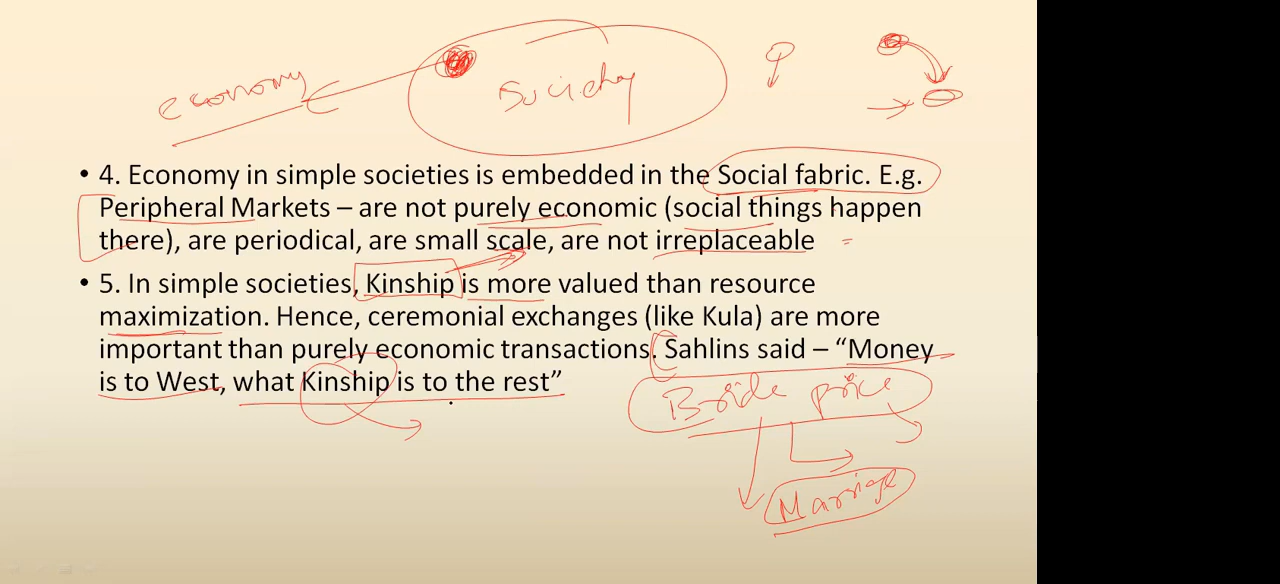 economy
Society
• 4. Economy in simple societies is embedded in the Social fabric. E.g.
Peripheral Markets – are not purely economic (social things happen
there), are periodical, are small scale, are not irreplaceable
• 5. In simple societies, Kinship is more valued than resource
maximization. Hence, ceremonial exchanges (like Kula) are more
important than purely economic transactions. Sahlins said – “Money
is to West, what Kinship is to the rest”
Bride price
Marriage